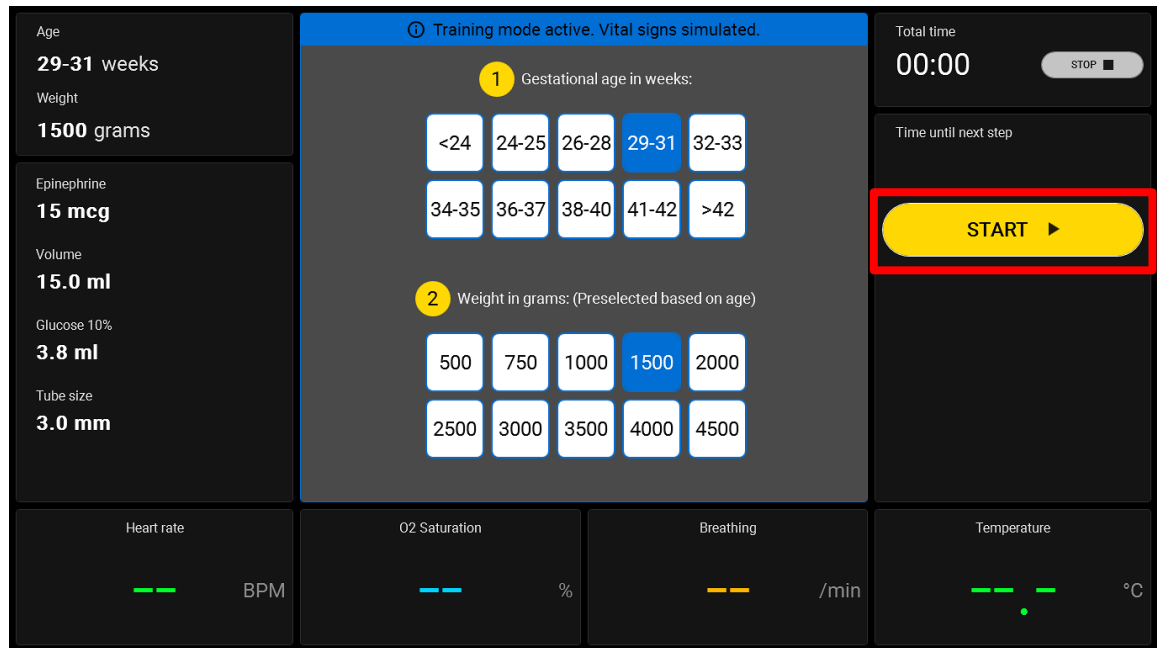 Age
29-31 weeks
Weight
1500 grams
Epinephrine
15 mcg
Volume
15.0 ml
Glucose 10%
3.8 ml
Tube size
3.0 mm
Training mode active. Vital signs simulated.
1 Gestational age in weeks:
<24 24-25 26-28 29-31 32-33
34-35 36-37 38-40 41-42 >42
2 Weight in grams: (Preselected based on age)
500 750 1000 1500 2000
2500 3000 3500 4000 4500
Total time
00:00 STOP
Time until next step
START
Heart rate
-- BPM
O2 Saturation
-- %
Breathing
-- /min
Temperature
--.- °C